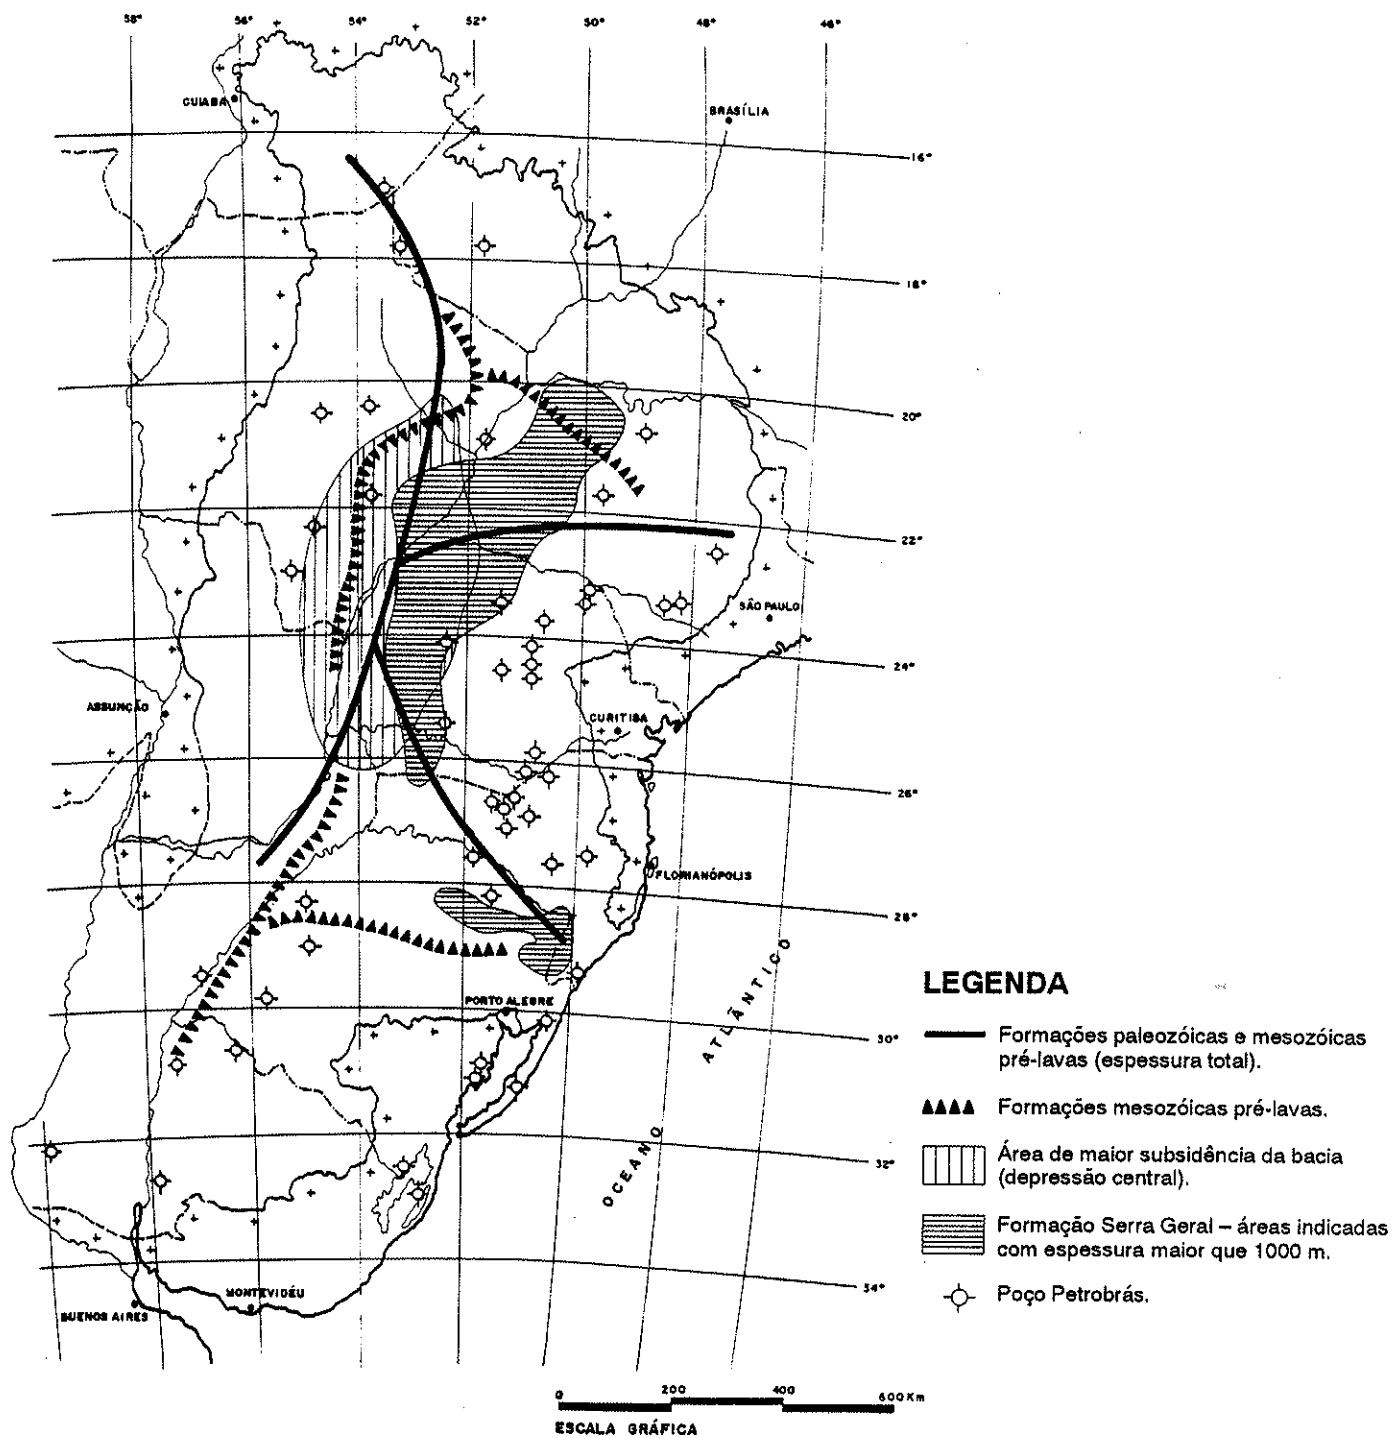 58°
56°
54°
52°
50°
48°
46°
CUIABÁ
BRASÍLIA
16°
18°
20°
22°
SÃO PAULO
24°
ASSUNÇÃO
CURITIBA
26°
FLORIANÓPOLIS
28°
PORTO ALEGRE
30°
32°
34°
MONTEVIDÉU
BUENOS AIRES
OCEANO
ATLÂNTICO
LEGENDA
Formações paleozóicas e mesozóicas
pré-lavas (espessura total).
Formações mesozóicas pré-lavas.
Área de maior subsidência da bacia
(depressão central).
Formação Serra Geral – áreas indicadas
com espessura maior que 1000 m.
Poço Petrobrás.
0 200 400 600 Km
ESCALA GRÁFICA